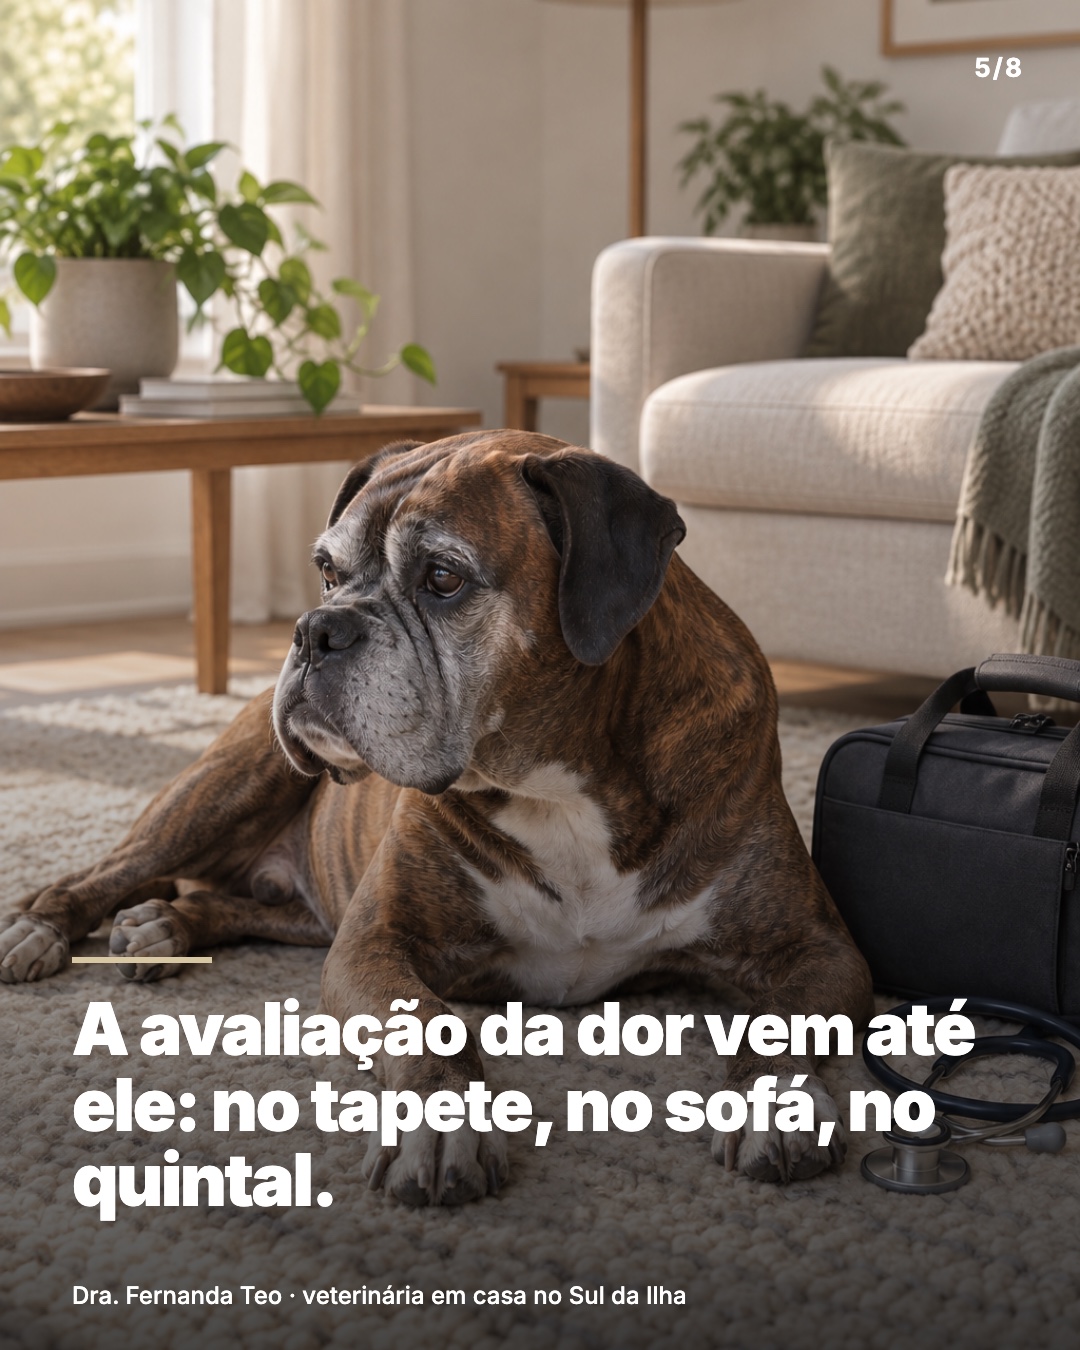 5/8
A avaliação da dor vem até
ele: no tapete, no sofá, no
quintal.
Dra. Fernanda Teo · veterinária em casa no Sul da Ilha